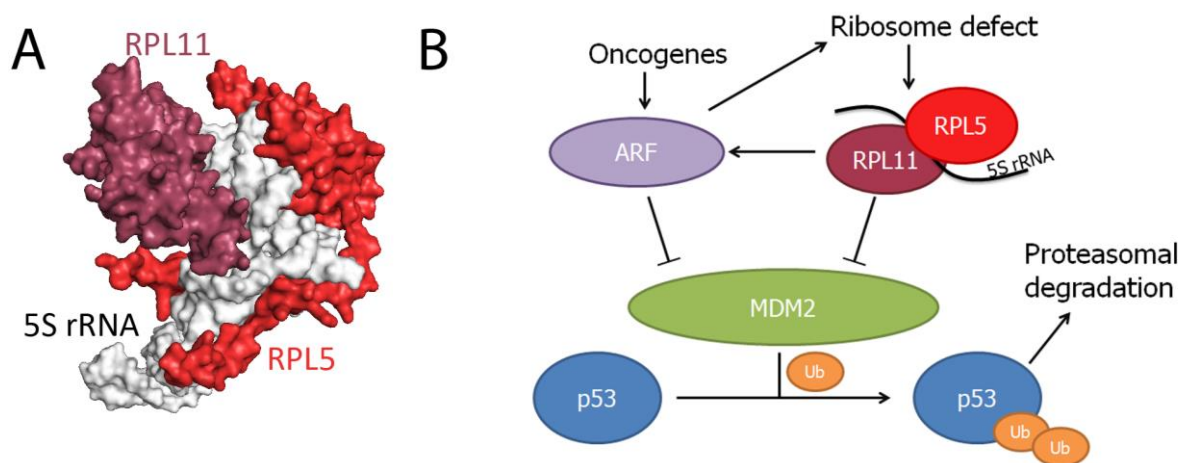 A
RPL11
5S rRNA
RPL5
B
Oncogenes
Ribosome defect
ARF
RPL5
RPL11
5S rRNA
MDM2
Proteasomal
degradation
p53
Ub
p53
Ub
Ub